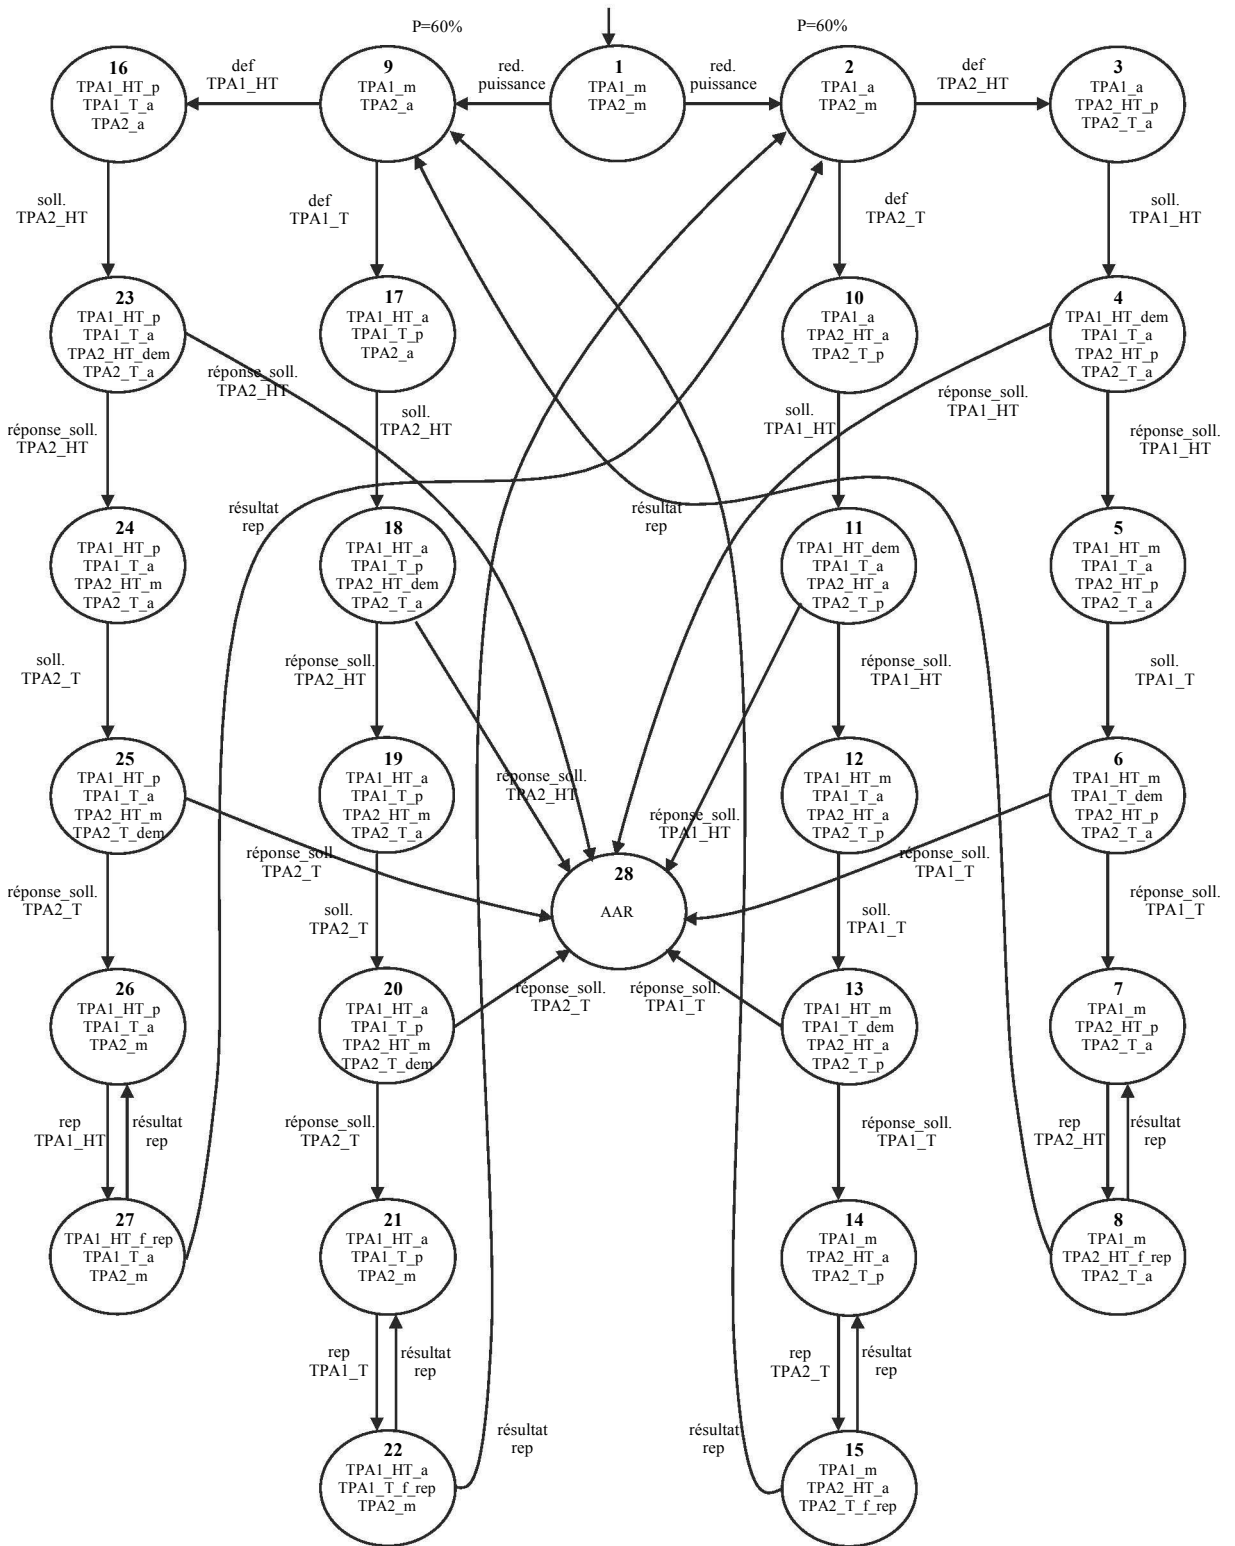 P=60%
P=60%
16
TPA1_HT_p
TPA1_T_a
TPA2_a
def
TPA1_HT
9
TPA1_m
TPA2_a
red.
puissance
1
TPA1_m
TPA2_m
red.
puissance
2
TPA1_a
TPA2_m
def
TPA2_HT
3
TPA1_a
TPA2_HT_p
TPA2_T_a
soll.
TPA2_HT
def
TPA1_T
def
TPA2_T
soll.
TPA1_HT
23
TPA1_HT_p
TPA1_T_a
TPA2_HT_dem
TPA2_T_a
17
TPA1_HT_a
TPA1_T_p
TPA2_a
10
TPA1_a
TPA2_HT_a
TPA2_T_p
4
TPA1_HT_dem
TPA1_T_a
TPA2_HT_p
TPA2_T_a
réponse_soll.
TPA2_HT
réponse_soll.
TPA2_HT
soll.
TPA2_HT
soll.
TPA1_HT
réponse_soll.
TPA1_HT
réponse_soll.
TPA1_HT
résultat
rep
résultat
rep
24
TPA1_HT_p
TPA1_T_a
TPA2_HT_m
TPA2_T_a
18
TPA1_HT_a
TPA1_T_p
TPA2_HT_dem
TPA2_T_a
11
TPA1_HT_dem
TPA1_T_a
TPA2_HT_a
TPA2_T_p
5
TPA1_HT_m
TPA1_T_a
TPA2_HT_p
TPA2_T_a
soll.
TPA2_T
réponse_soll.
TPA2_HT
réponse_soll.
TPA1_HT
soll.
TPA1_T
25
TPA1_HT_p
TPA1_T_a
TPA2_HT_m
TPA2_T_dem
19
TPA1_HT_a
TPA1_T_p
TPA2_HT_m
TPA2_T_a
réponse_soll.
TPA2_HT
réponse_soll.
TPA1_HT
12
TPA1_HT_m
TPA1_T_a
TPA2_HT_a
TPA2_T_p
6
TPA1_HT_m
TPA1_T_dem
TPA2_HT_p
TPA2_T_a
réponse_soll.
TPA2_T
réponse_soll.
TPA2_T
28
AAR
réponse_soll.
TPA1_T
réponse_soll.
TPA1_T
soll.
TPA2_T
soll.
TPA1_T
26
TPA1_HT_p
TPA1_T_a
TPA2_m
20
TPA1_HT_a
TPA1_T_p
TPA2_HT_m
TPA2_T_dem
réponse_soll.
TPA2_T
réponse_soll.
TPA1_T
13
TPA1_HT_m
TPA1_T_dem
TPA2_HT_a
TPA2_T_p
7
TPA1_m
TPA2_HT_p
TPA2_T_a
rep
TPA1_HT
résultat
rep
réponse_soll.
TPA2_T
réponse_soll.
TPA1_T
rep
TPA2_HT
résultat
rep
27
TPA1_HT_f_rep
TPA1_T_a
TPA2_m
21
TPA1_HT_a
TPA1_T_p
TPA2_m
14
TPA1_m
TPA2_HT_a
TPA2_T_p
8
TPA1_m
TPA2_HT_f_rep
TPA2_T_a
rep
TPA1_T
résultat
rep
rep
TPA2_T
résultat
rep
résultat
rep
résultat
rep
22
TPA1_HT_a
TPA1_T_f_rep
TPA2_m
15
TPA1_m
TPA2_HT_a
TPA2_T_f_rep